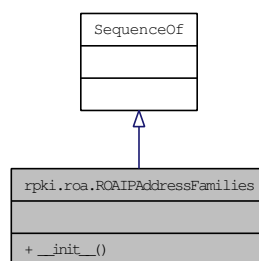 SequenceOf
rpki.roa.ROAIPAddressFamilies
+ __init__()